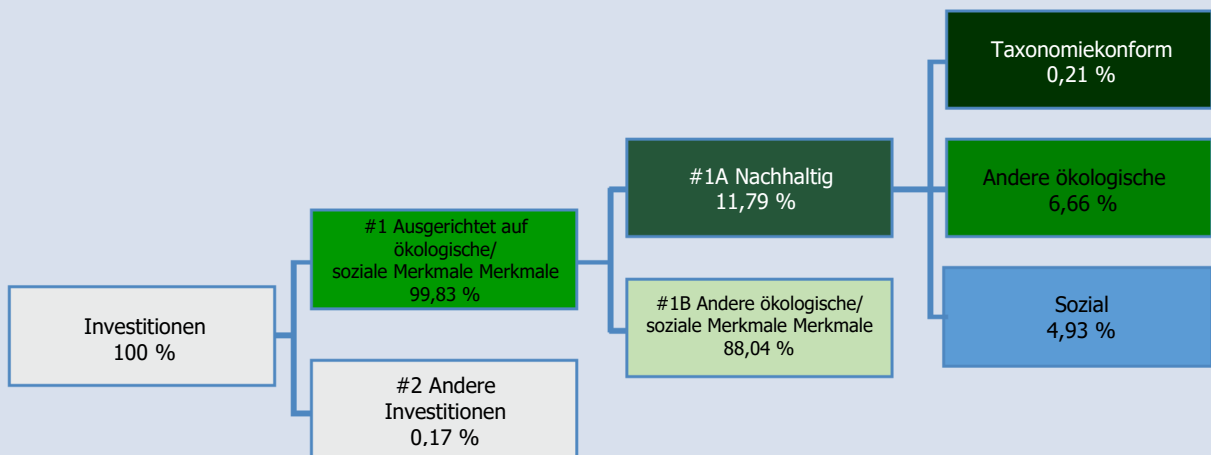 Investitionen
100 %
#1 Ausgerichtet auf
ökologische/
soziale Merkmale Merkmale
99,83 %
#2 Andere
Investitionen
0,17 %
#1A Nachhaltig
11,79 %
#1B Andere ökologische/
soziale Merkmale Merkmale
88,04 %
Taxonomiekonform
0,21 %
Andere ökologische
6,66 %
Sozial
4,93 %